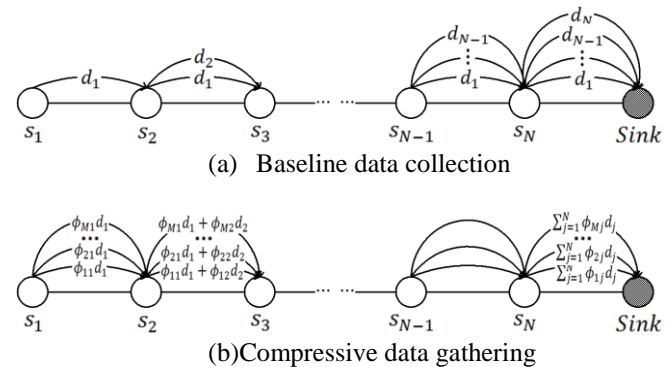 d_N
d_{N-1} d_{N-1}
d_2 ⋮ ⋮
d_1 d_1 d_1 d_1
... ...
s_1 s_2 s_3 s_{N-1} s_N Sink
(a) Baseline data collection
ϕ_{M1}d_1 ϕ_{M1}d_1 + ϕ_{M2}d_2 ∑_{j=1}^{N} ϕ_{Mj}d_j
... ... ...
ϕ_{21}d_1 ϕ_{21}d_1 + ϕ_{22}d_2 ∑_{j=1}^{N} ϕ_{2j}d_j
ϕ_{11}d_1 ϕ_{11}d_1 + ϕ_{12}d_2 ∑_{j=1}^{N} ϕ_{1j}d_j
... ...
s_1 s_2 s_3 s_{N-1} s_N Sink
(b)Compressive data gathering